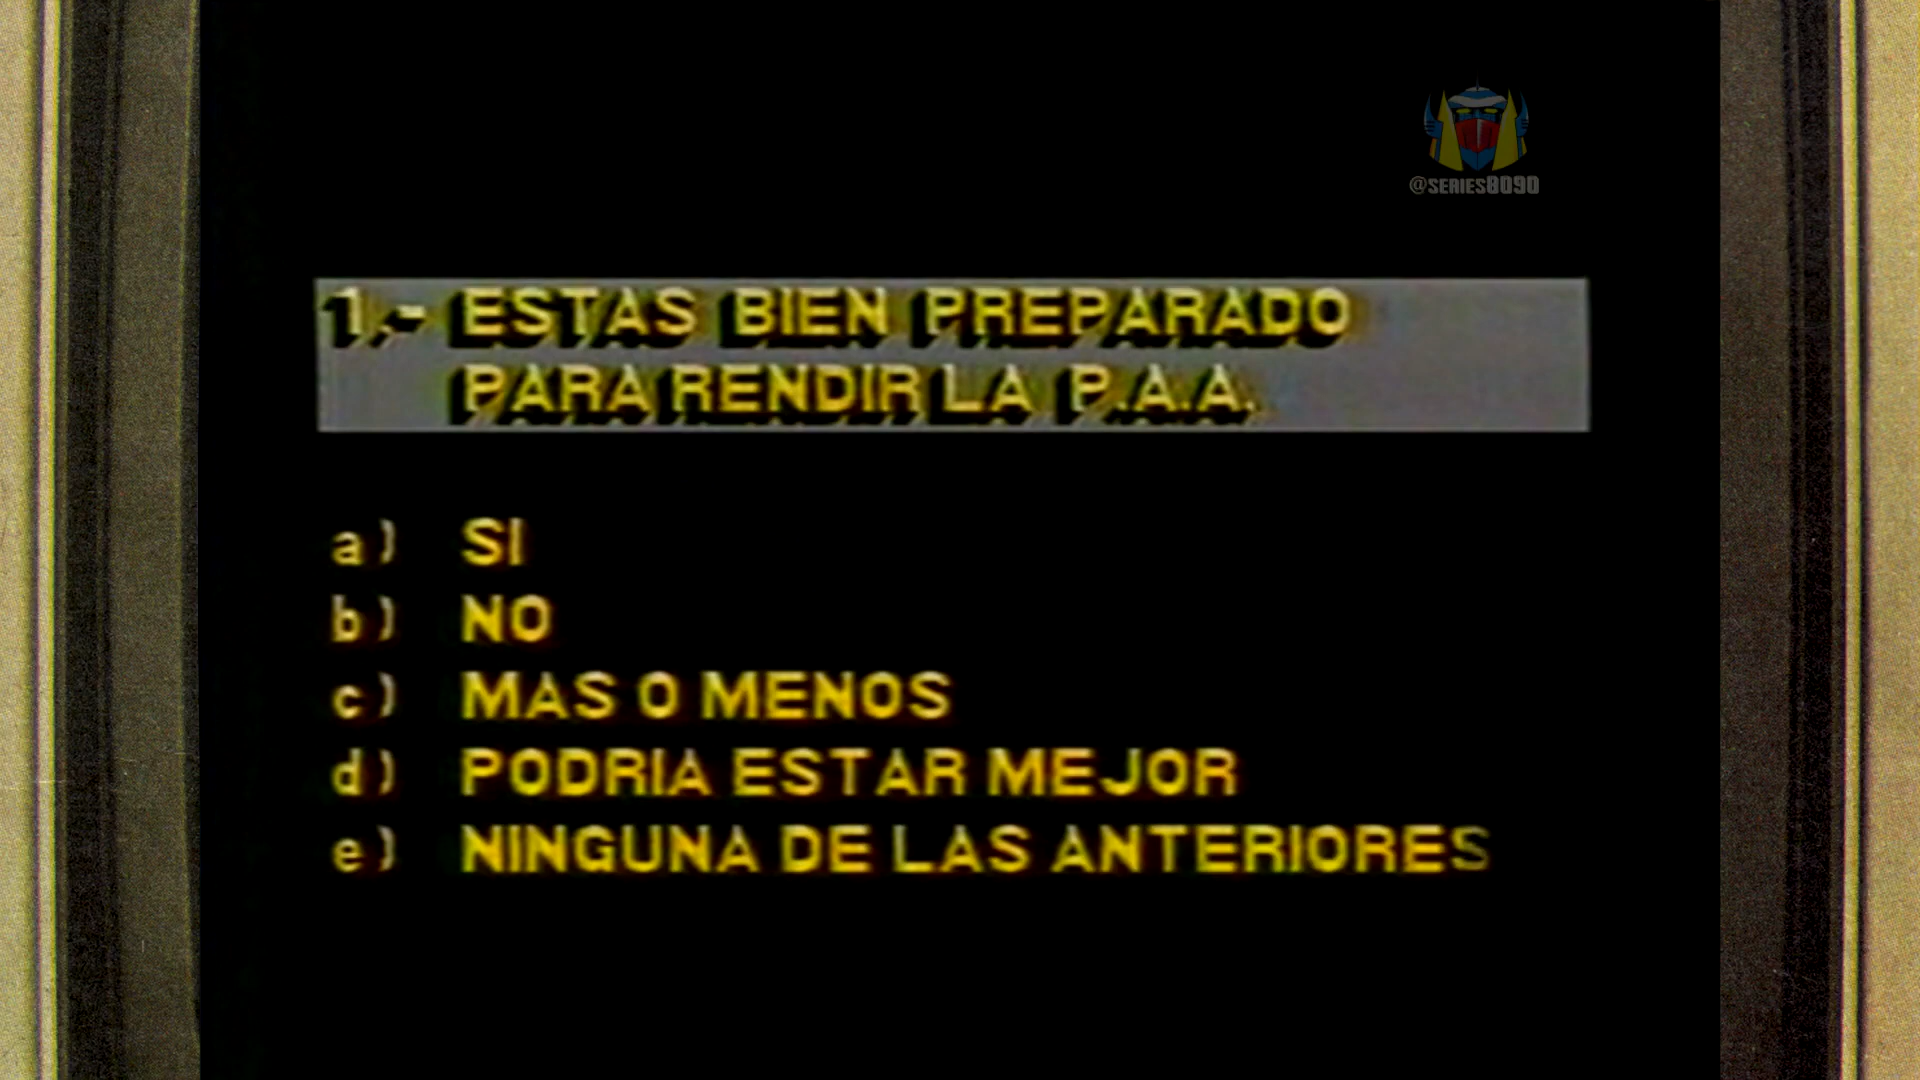 @SERIES8090
1.- ESTAS BIEN PREPARADO
PARA RENDIR LA P.A.A.
a) SI
b) NO
c) MAS O MENOS
d) PODRIA ESTAR MEJOR
e) NINGUNA DE LAS ANTERIORES